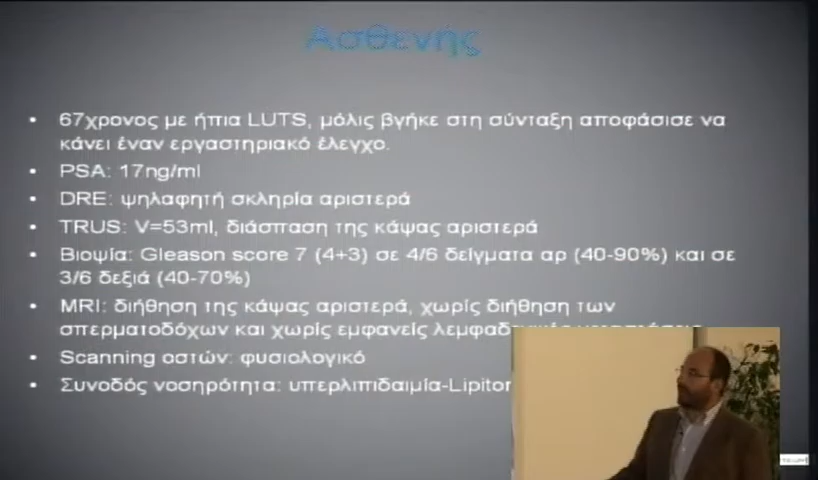 Ασθενής
• 67χρονος με ήπια LUTS, μόλις βγήκε στη σύνταξη αποφάσισε να
κάνει έναν εργαστηριακό έλεγχο.
• PSA: 17ng/ml
• DRE: ψηλαφητή σκληρία αριστερά
• TRUS: V=53ml, διάσπαση της κάψας αριστερά
• Βιοψία: Gleason score 7 (4+3) σε 4/6 δείγματα αρ (40-90%) και σε
3/6 δεξιά (40-70%)
• MRI: διήθηση της κάψας αριστερά, χωρίς διήθηση των
σπερματοδόχων και χωρίς εμφανείς
• Scanning οστών: φυσιολογικό
• Συνοδός νοσηρότητα: υπερλιπιδαιμία-Lipitor